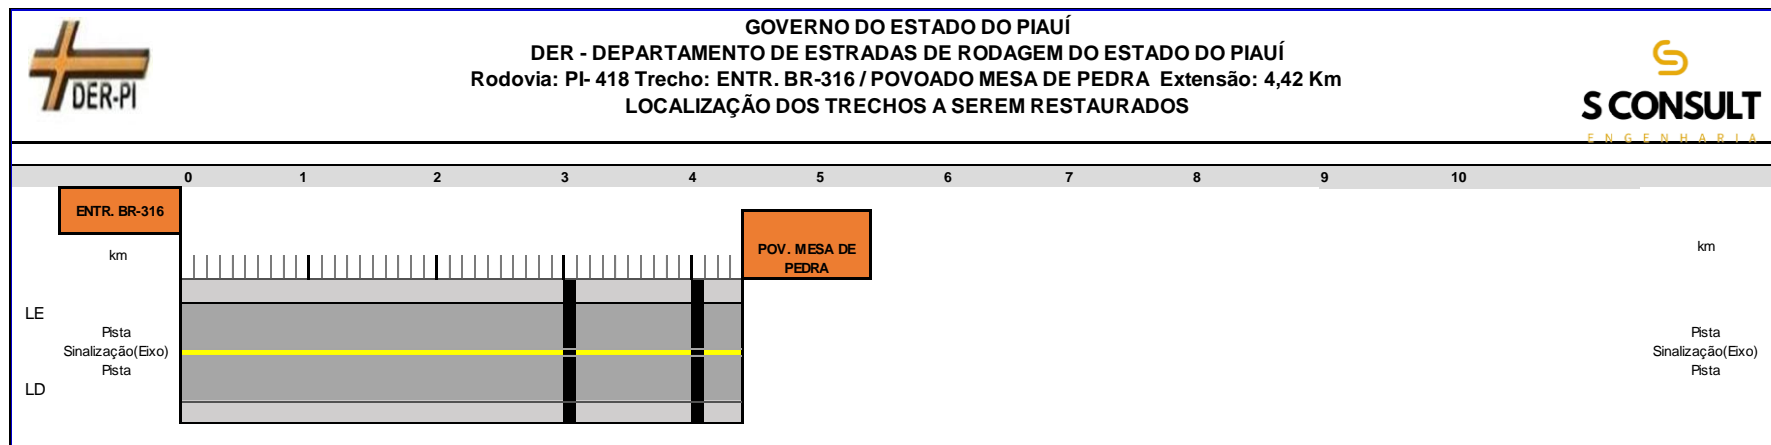 GOVERNO DO ESTADO DO PIAUÍ
DER - DEPARTAMENTO DE ESTRADAS DE RODAGEM DO ESTADO DO PIAUÍ
Rodovia: PI- 418 Trecho: ENTR. BR-316 / POVOADO MESA DE PEDRA Extensão: 4,42 Km
LOCALIZAÇÃO DOS TRECHOS A SEREM RESTAURADOS
DER-PI
S CONSULT
ENGENHARIA
0 1 2 3 4 5 6 7 8 9 10
ENTR. BR-316
POV. MESA DE
PEDRA
km
km
LE
Pista
Sinalização(Eixo)
Pista
LD
Pista
Sinalização(Eixo)
Pista